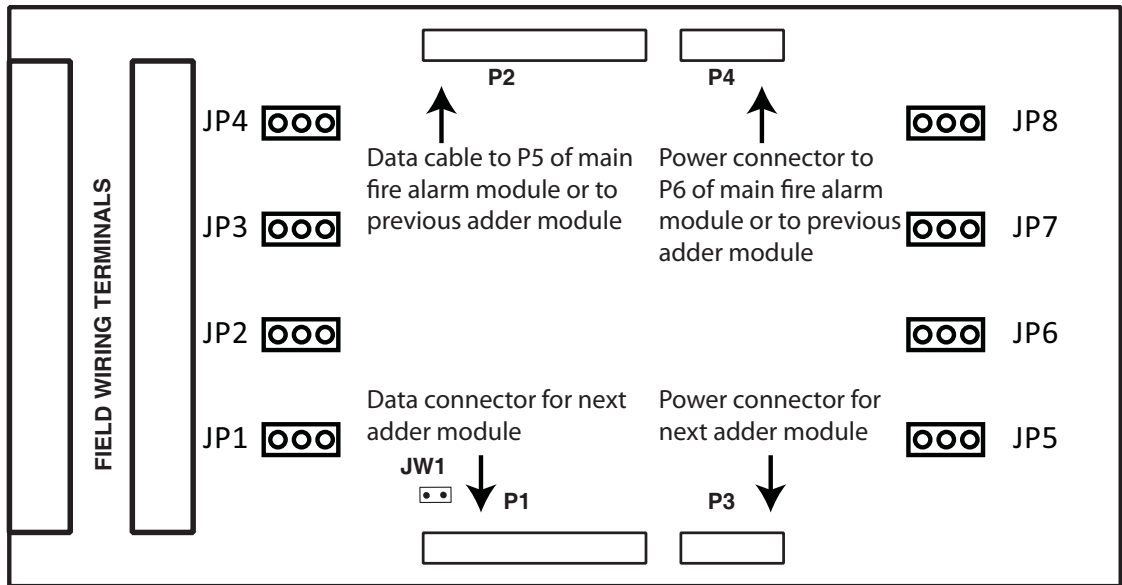 P2
P4
JP4
JP8
Data cable to P5 of main
fire alarm module or to
previous adder module
Power connector to
P6 of main fire alarm
module or to previous
adder module
JP3
JP7
FIELD WIRING TERMINALS
JP2
JP6
Data connector for next
adder module
Power connector for
next adder module
JP1
JP5
JW1
P1
P3